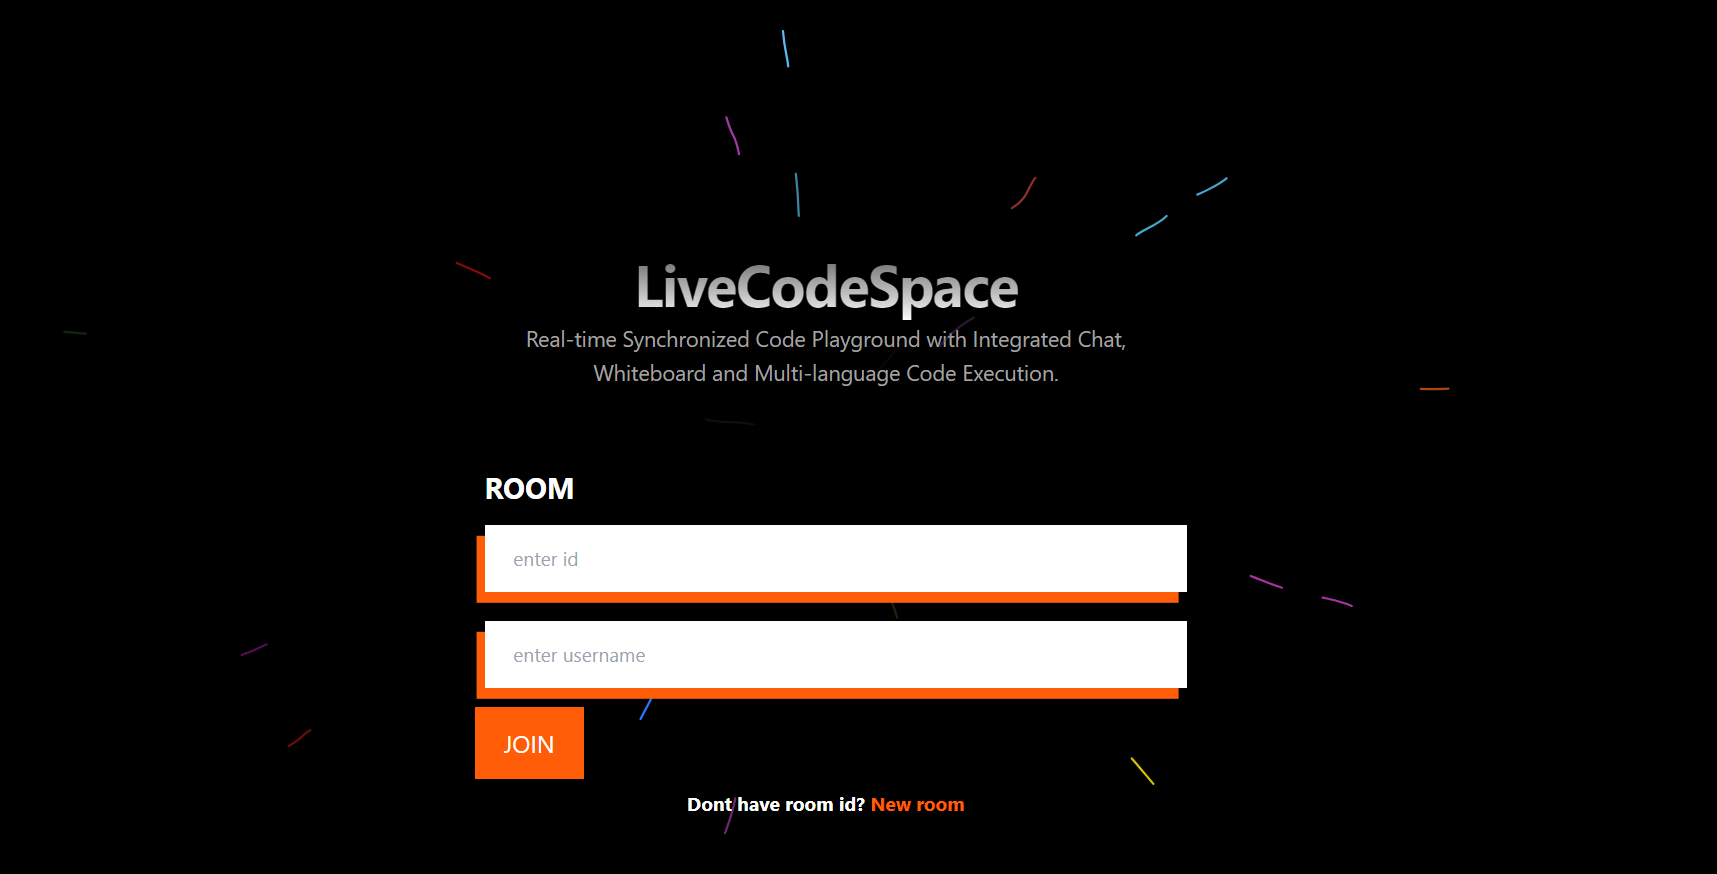 LiveCodeSpace
Real-time Synchronized Code Playground with Integrated Chat,
Whiteboard and Multi-language Code Execution.
ROOM
enter id
enter username
JOIN
Dont have room id? New room